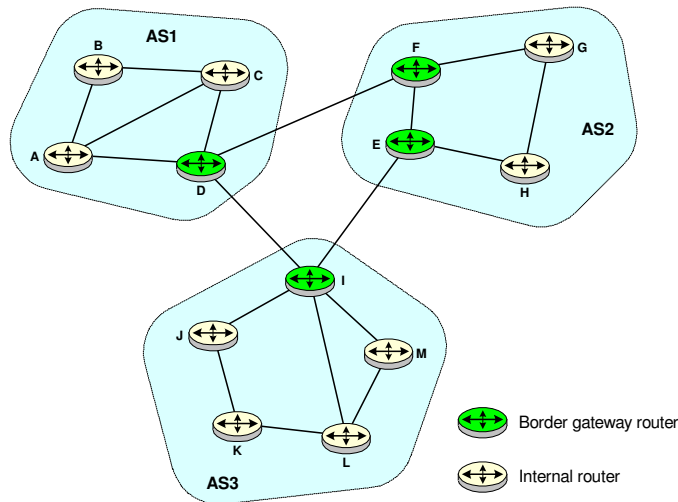 AS1
B
C
A
D
F
G
E
AS2
H
I
J
M
K
L
AS3
Border gateway router
Internal router